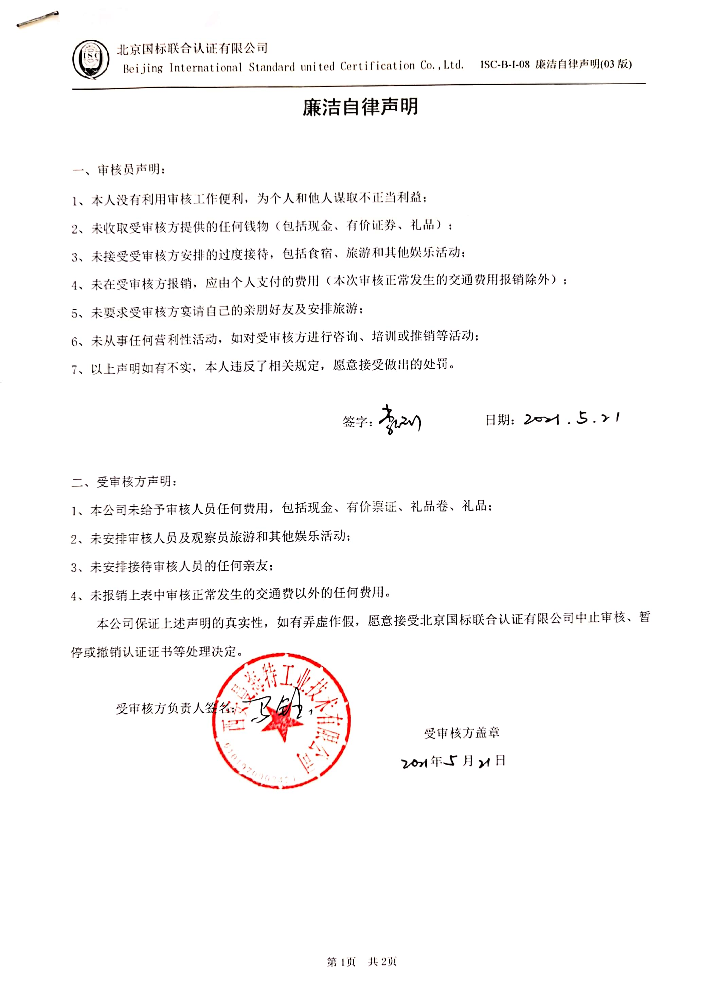 ISC
北京国标联合认证有限公司
Beijing International Standard united Certification Co.,Ltd. ISC-B-I-08 廉洁自律声明(03版)
廉洁自律声明
一、审核员声明：
1、本人没有利用审核工作便利，为个人和他人谋取不正当利益；
2、未收取受审核方提供的任何钱物（包括现金、有价证券、礼品）；
3、未接受受审核方安排的过度接待，包括食宿、旅游和其他娱乐活动；
4、未在受审核方报销，应由个人支付的费用（本次审核正常发生的交通费用报销除外）；
5、未要求受审核方宴请自己的亲朋好友及安排旅游；
6、未从事任何营利性活动，如对受审核方进行咨询、培训或推销等活动；
7、以上声明如有不实，本人违反了相关规定，愿意接受做出的处罚。
签字： 日期：2021.5.21
二、受审核方声明：
1、本公司未给予审核人员任何费用，包括现金、有价票证、礼品卷、礼品；
2、未安排审核人员及观察员旅游和其他娱乐活动；
3、未安排接待审核人员的任何亲友；
4、未报销上表中审核正常发生的交通费以外的任何费用。
本公司保证上述声明的真实性，如有弄虚作假，愿意接受北京国标联合认证有限公司中止审核、暂
停或撤销认证证书等处理决定。
受审核方负责人签名：
西安曼海特工业技术有限公司
受审核方盖章
2021年5月21日
第1页 共2页